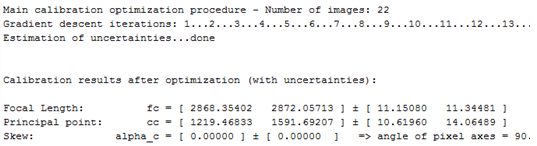 Main calibration optimization procedure - Number of images: 22
Gradient descent iterations: 1...2...3...4...5...6...7...8...9...10...11...12...13...
Estimation of uncertainties...done
Calibration results after optimization (with uncertainties):
Focal Length: fc = [ 2868.35402 2872.05713 ] ± [ 11.15080 11.34481 ]
Principal point: cc = [ 1219.46833 1591.69207 ] ± [ 10.61960 14.06489 ]
Skew: alpha_c = [ 0.00000 ] ± [ 0.00000 ] => angle of pixel axes = 90.